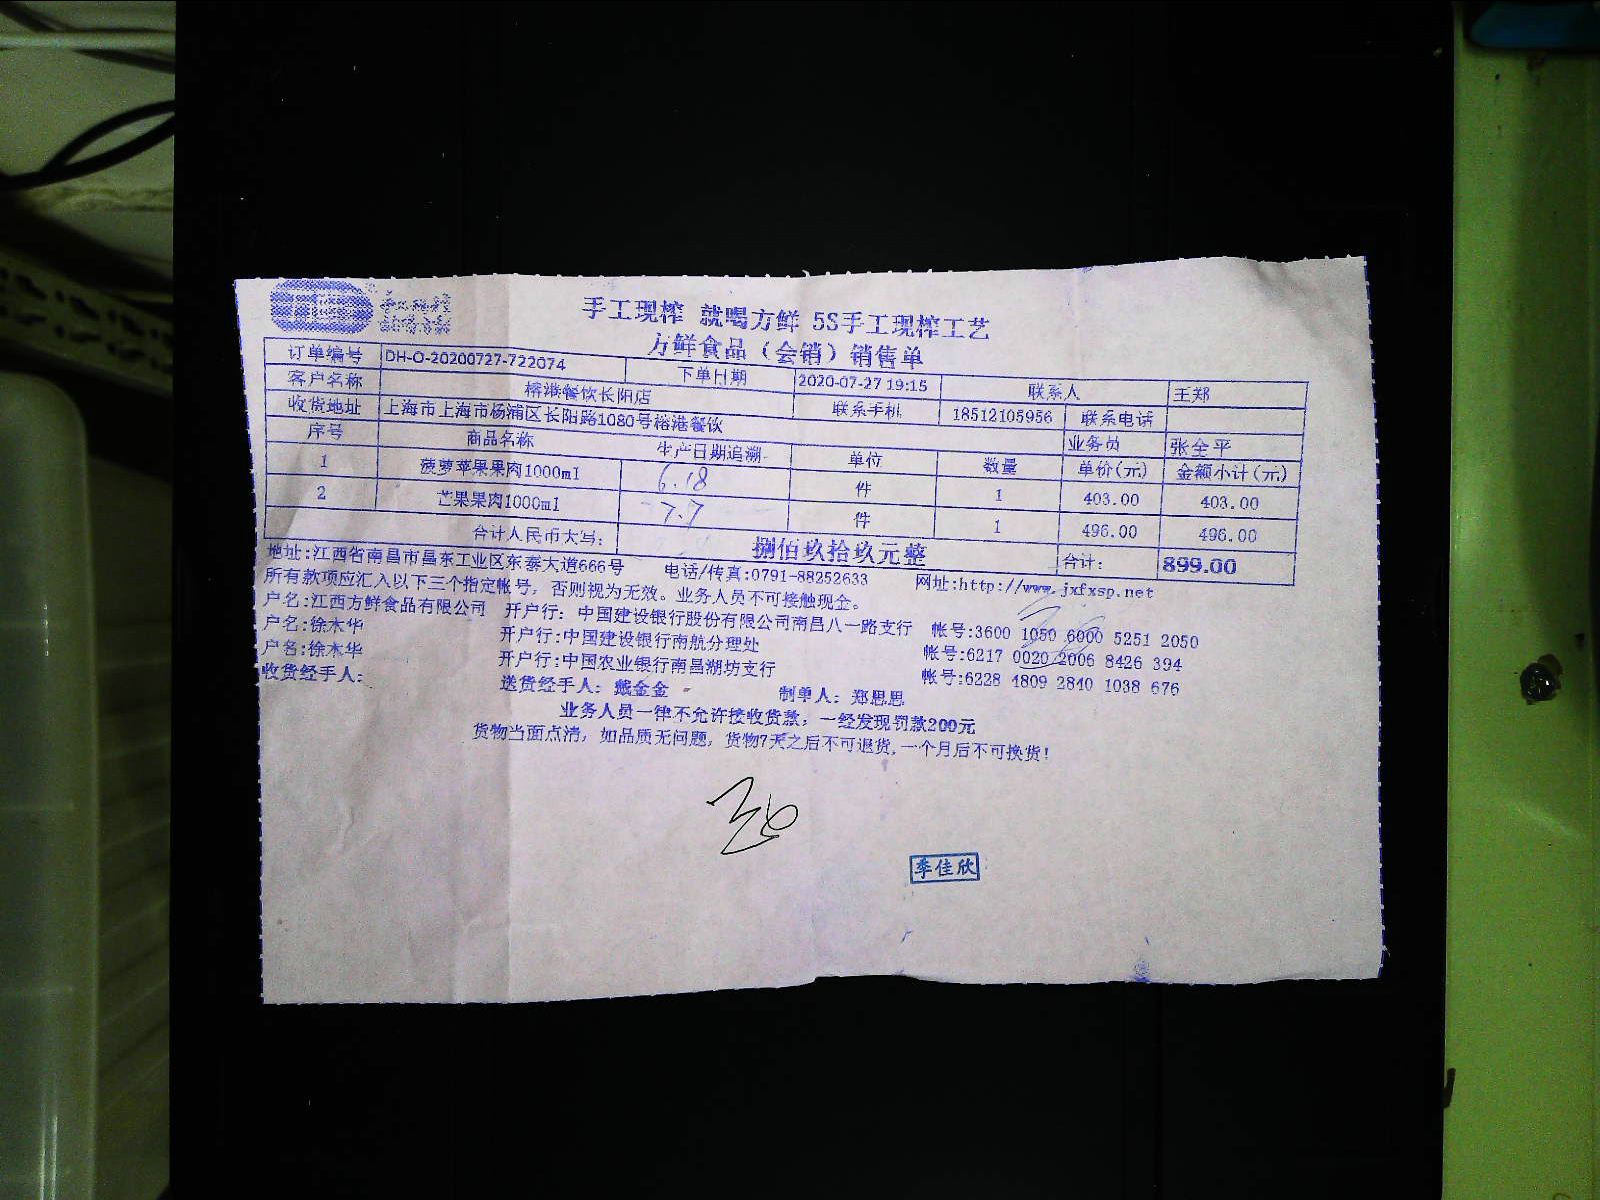 手工现榨 就喝方鲜 5S手工现榨工艺
方鲜食品（会销）销售单
订单编号 DH-O-20200727-722074 下单日期 2020-07-27 19:15 联系人 王郑
客户名称 榕港餐饮长阳店 联系手机 18512105956 联系电话
收货地址 上海市上海市杨浦区长阳路1080号榕港餐饮 业务员 张全平
序号 商品名称 生产日期追溯 单位 数量 单价(元) 金额小计(元)
1 菠萝苹果果肉1000ml 6.18 件 1 403.00 403.00
2 芒果果肉1000ml 7.7 件 1 496.00 496.00
合计人民币大写: 捌佰玖拾玖元整 合计: 899.00
地址:江西省南昌市昌东工业区东泰大道666号 电话/传真:0791-88252633 网址:http://www.jxfxsp.net
所有款项应汇入以下三个指定帐号，否则视为无效。业务人员不可接触现金。
户名:江西方鲜食品有限公司 开户行: 中国建设银行股份有限公司南昌八一路支行 帐号:3600 1050 6000 5251 2050
户名:徐木华 开户行:中国建设银行南航分理处 帐号:6217 0020 2006 8426 394
户名:徐木华 开户行:中国农业银行南昌湖坊支行 帐号:6228 4809 2840 1038 676
收货经手人: 送货经手人: 戴金金 制单人: 郑思思
业务人员一律不允许接收货款，一经发现罚款200元
货物当面点清，如品质无问题，货物7天之后不可退货,一个月后不可换货！
季佳欣